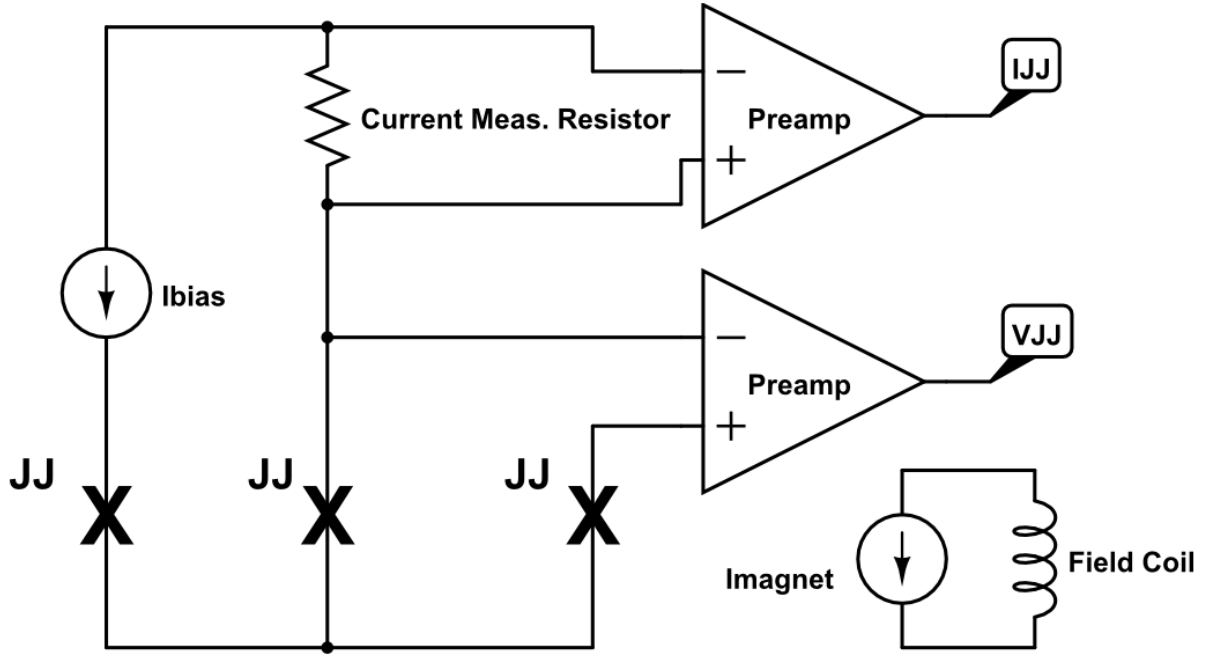 IJJ
Current Meas. Resistor
Preamp
Ibias
VJJ
Preamp
JJ
JJ
JJ
Imagnet
Field Coil